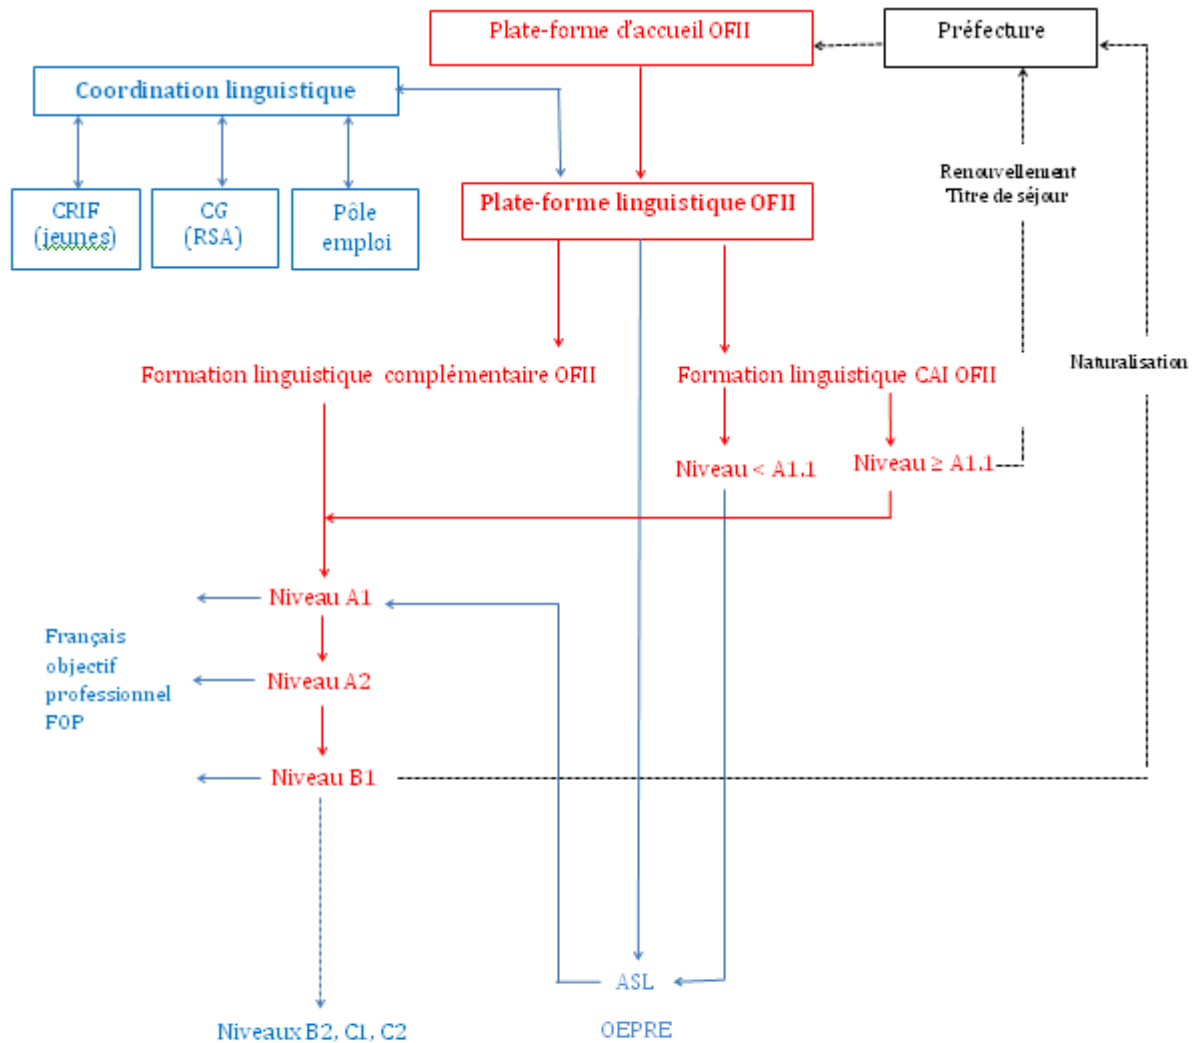 Plate-forme d'accueil OFII
Préfecture
Coordination linguistique
Renouvellement
Titre de séjour
CRIF
(jeunes)
CG
(RSA)
Pôle
emploi
Plate-forme linguistique OFII
Naturalisation
Formation linguistique complémentaire OFII
Formation linguistique CAI OFII
Niveau < A1.1
Niveau ≥ A1.1
Niveau A1
Français
objectif
professionnel
FOP
Niveau A2
Niveau B1
ASL
Niveaux B2, C1, C2
OEPRE